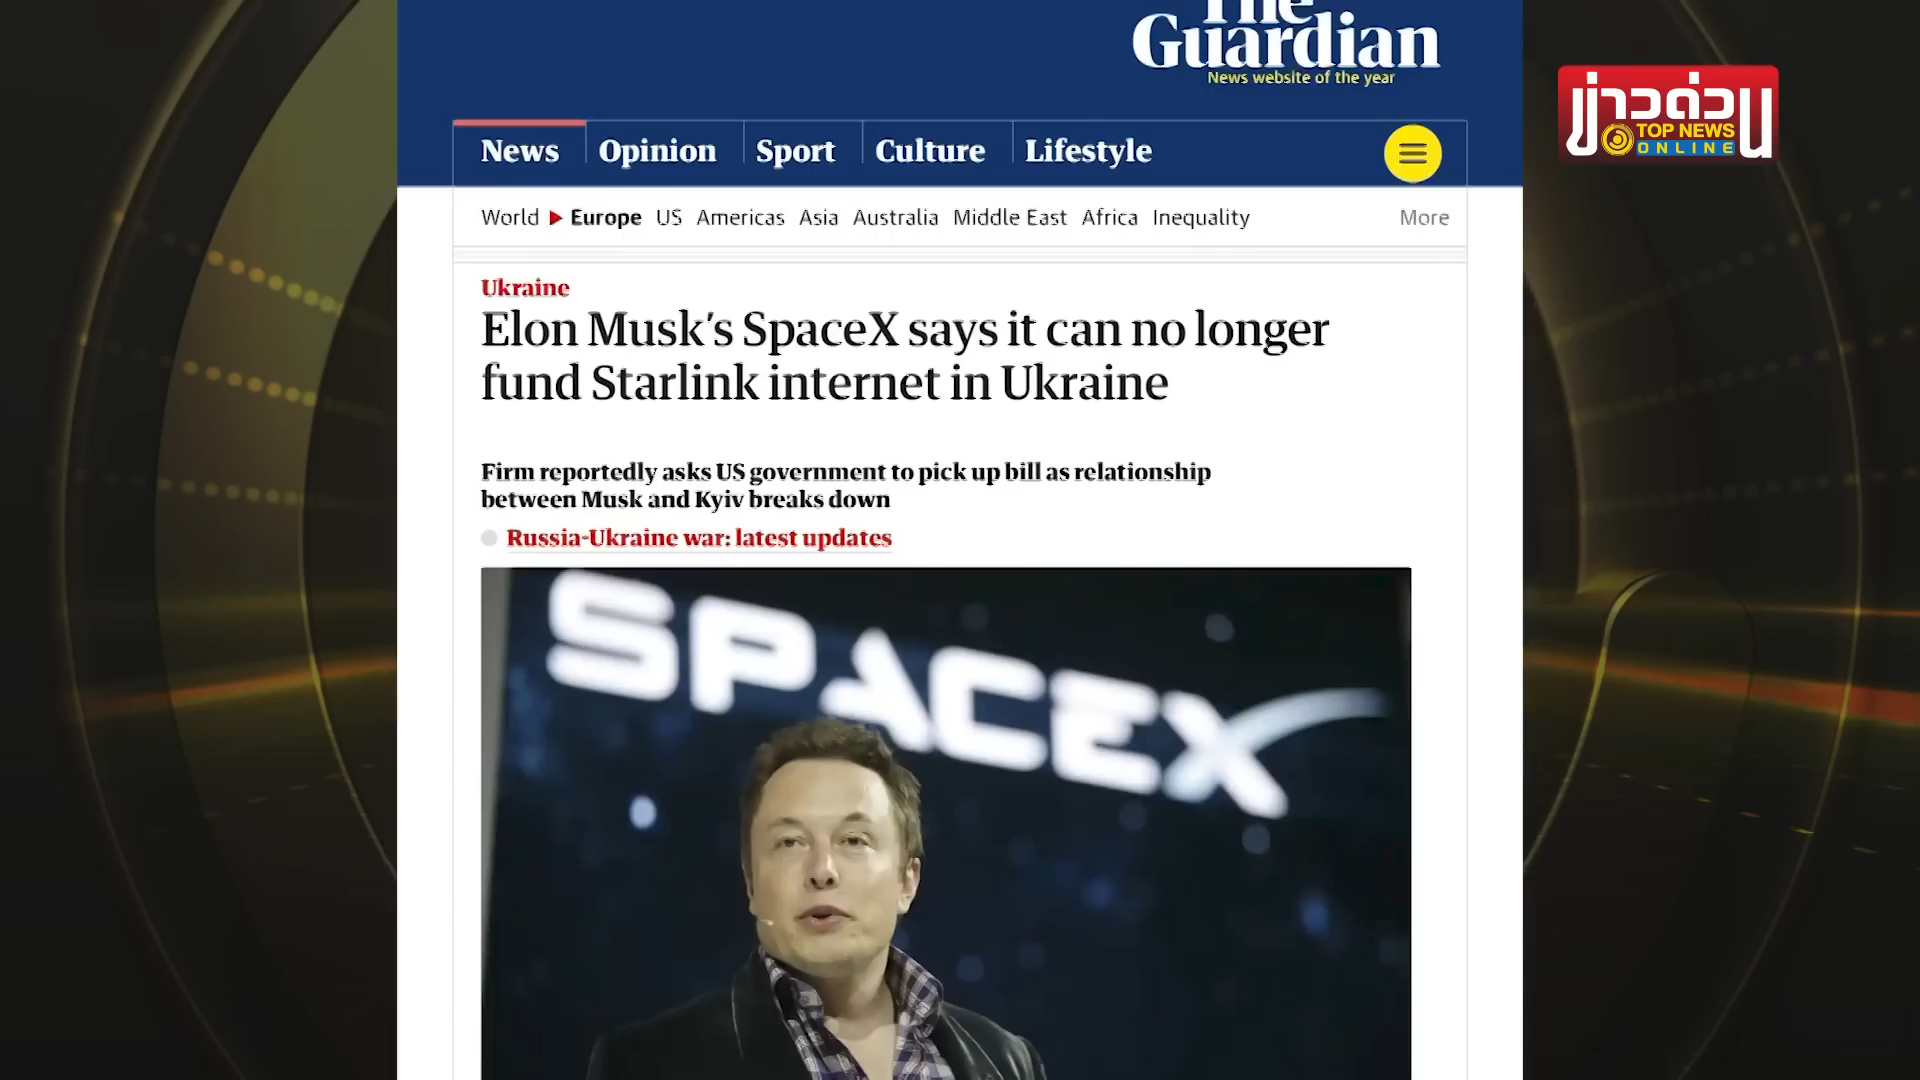 The
Guardian
News website of the year
ข่าวด่วน
TOP NEWS
ONLINE
News Opinion Sport Culture Lifestyle
World Europe US Americas Asia Australia Middle East Africa Inequality More
Ukraine
Elon Musk's SpaceX says it can no longer
fund Starlink internet in Ukraine
Firm reportedly asks US government to pick up bill as relationship
between Musk and Kyiv breaks down
Russia-Ukraine war: latest updates
SPACEX